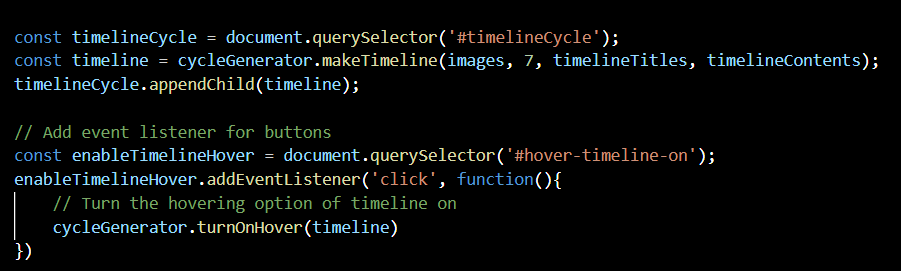 const timelineCycle = document.querySelector('#timelineCycle');
const timeline = cycleGenerator.makeTimeline(images, 7, timelineTitles, timelineContents);
timelineCycle.appendChild(timeline);
// Add event listener for buttons
const enableTimelineHover = document.querySelector('#hover-timeline-on');
enableTimelineHover.addEventListener('click', function(){
    // Turn the hovering option of timeline on
    cycleGenerator.turnOnHover(timeline)
})